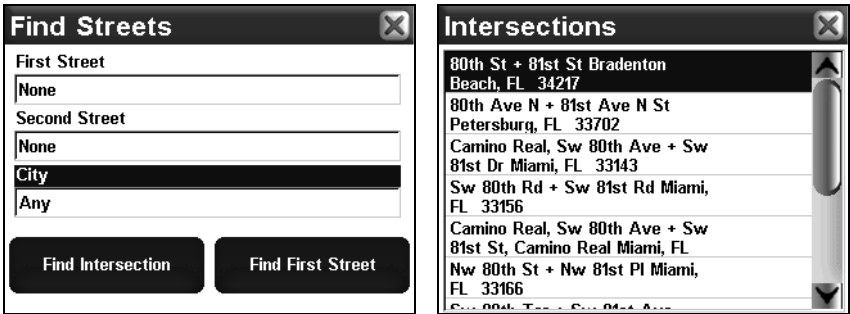 Find Streets
First Street
None
Second Street
None
City
Any
Find Intersection
Find First Street
Intersections
80th St + 81st St Bradenton
Beach, FL 34217
80th Ave N + 81st Ave N St
Petersburg, FL 33702
Camino Real, Sw 80th Ave + Sw
81st Dr Miami, FL 33143
Sw 80th Rd + Sw 81st Rd Miami,
FL 33156
Camino Real, Sw 80th Ave + Sw
81st St, Camino Real Miami, FL
Nw 80th St + Nw 81st Pl Miami,
FL 33166